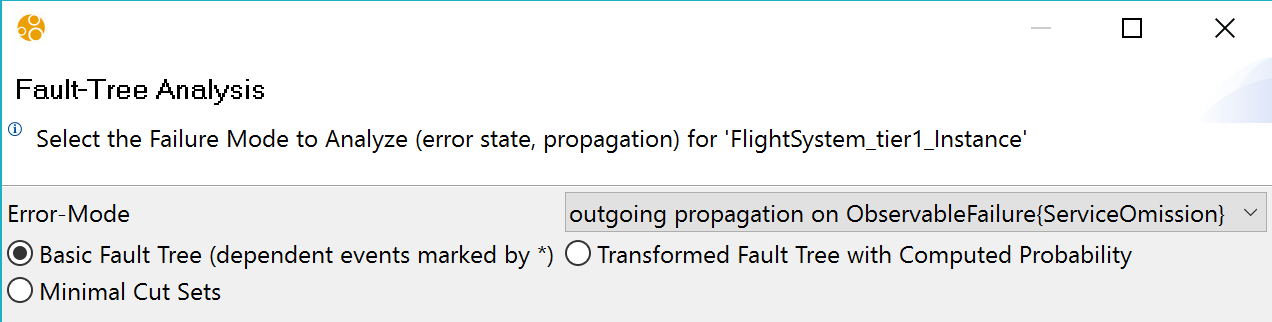 Fault-Tree Analysis
Select the Failure Mode to Analyze (error state, propagation) for 'FlightSystem_tier1_Instance'
Error-Mode outgoing propagation on ObservableFailure{ServiceOmission}
Basic Fault Tree (dependent events marked by *) Transformed Fault Tree with Computed Probability
Minimal Cut Sets